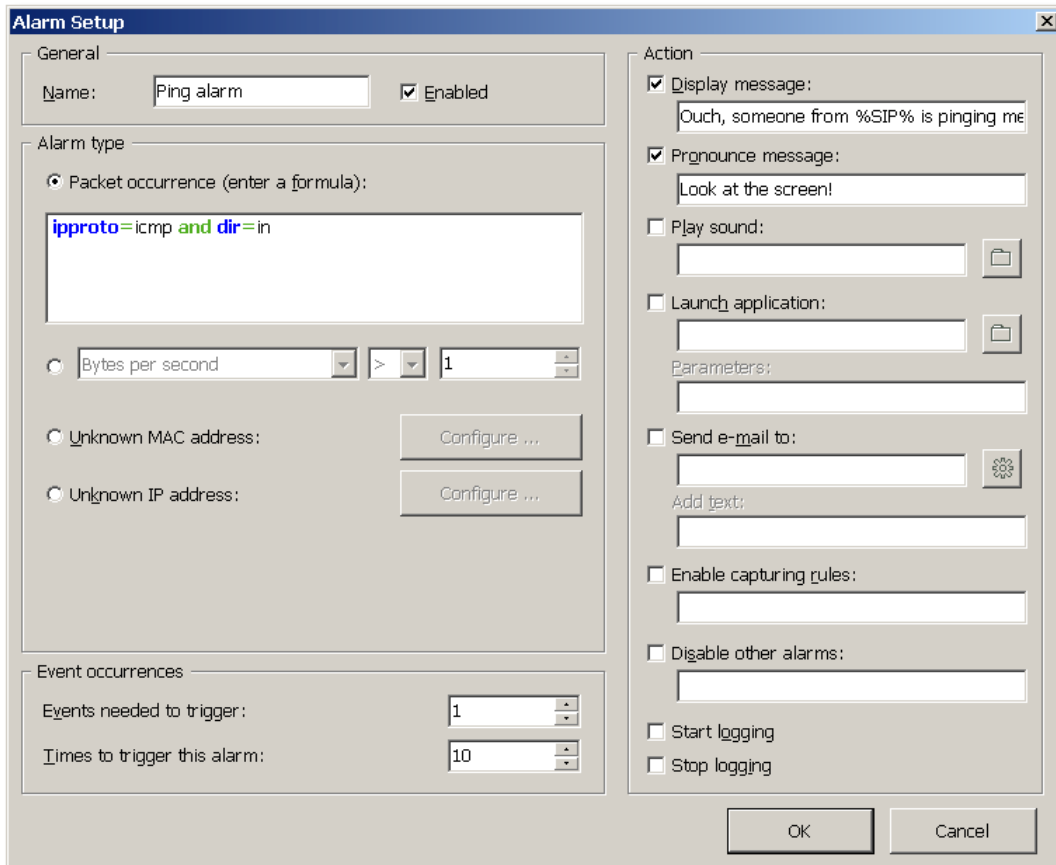 Alarm Setup
General
Name: Ping alarm Enabled
Alarm type
Packet occurrence (enter a formula):
ipproto=icmp and dir=in
Bytes per second > 1
Unknown MAC address: Configure ...
Unknown IP address: Configure ...
Event occurrences
Events needed to trigger: 1
Times to trigger this alarm: 10
Action
Display message:
Ouch, someone from %SIP% is pinging me
Pronounce message:
Look at the screen!
Play sound:
Launch application:
Parameters:
Send e-mail to:
Add text:
Enable capturing rules:
Disable other alarms:
Start logging
Stop logging
OK Cancel